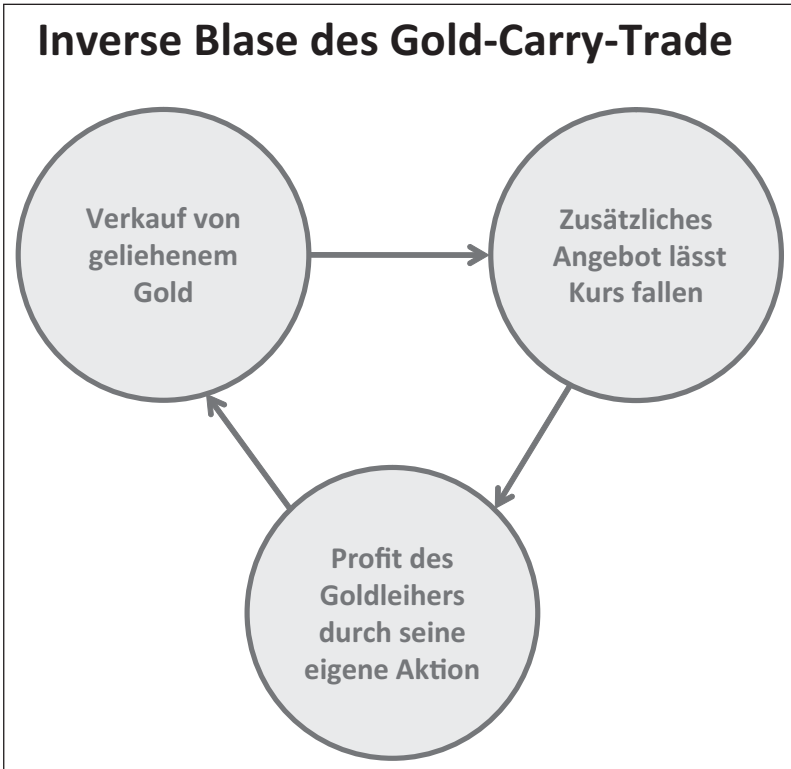 Inverse Blase des Gold-Carry-Trade
Verkauf von
geliehenem
Gold
Zusätzliches
Angebot lässt
Kurs fallen
Profit des
Goldleihers
durch seine
eigene Aktion